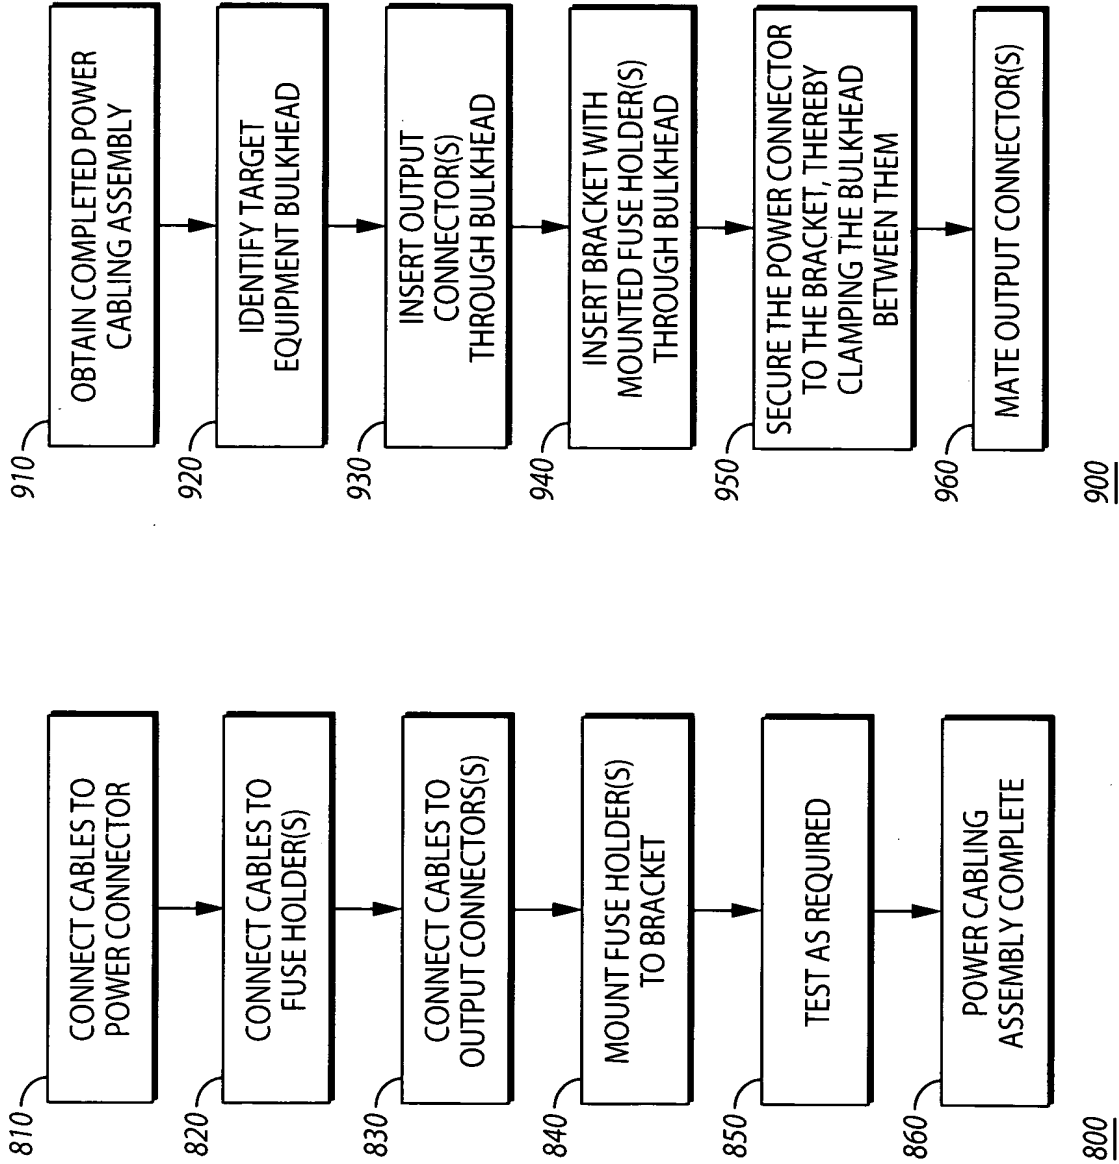 810
CONNECT CABLES TO
POWER CONNECTOR
820
CONNECT CABLES TO
FUSE HOLDER(S)
830
CONNECT CABLES TO
OUTPUT CONNECTORS(S)
840
MOUNT FUSE HOLDER(S)
TO BRACKET
850
TEST AS REQUIRED
860
POWER CABLING
ASSEMBLY COMPLETE
800
910
OBTAIN COMPLETED POWER
CABLING ASSEMBLY
920
IDENTIFY TARGET
EQUIPMENT BULKHEAD
930
INSERT OUTPUT
CONNECTOR(S)
THROUGH BULKHEAD
940
INSERT BRACKET WITH
MOUNTED FUSE HOLDER(S)
THROUGH BULKHEAD
950
SECURE THE POWER CONNECTOR
TO THE BRACKET, THEREBY
CLAMPING THE BULKHEAD
BETWEEN THEM
960
MATE OUTPUT CONNECTOR(S)
900